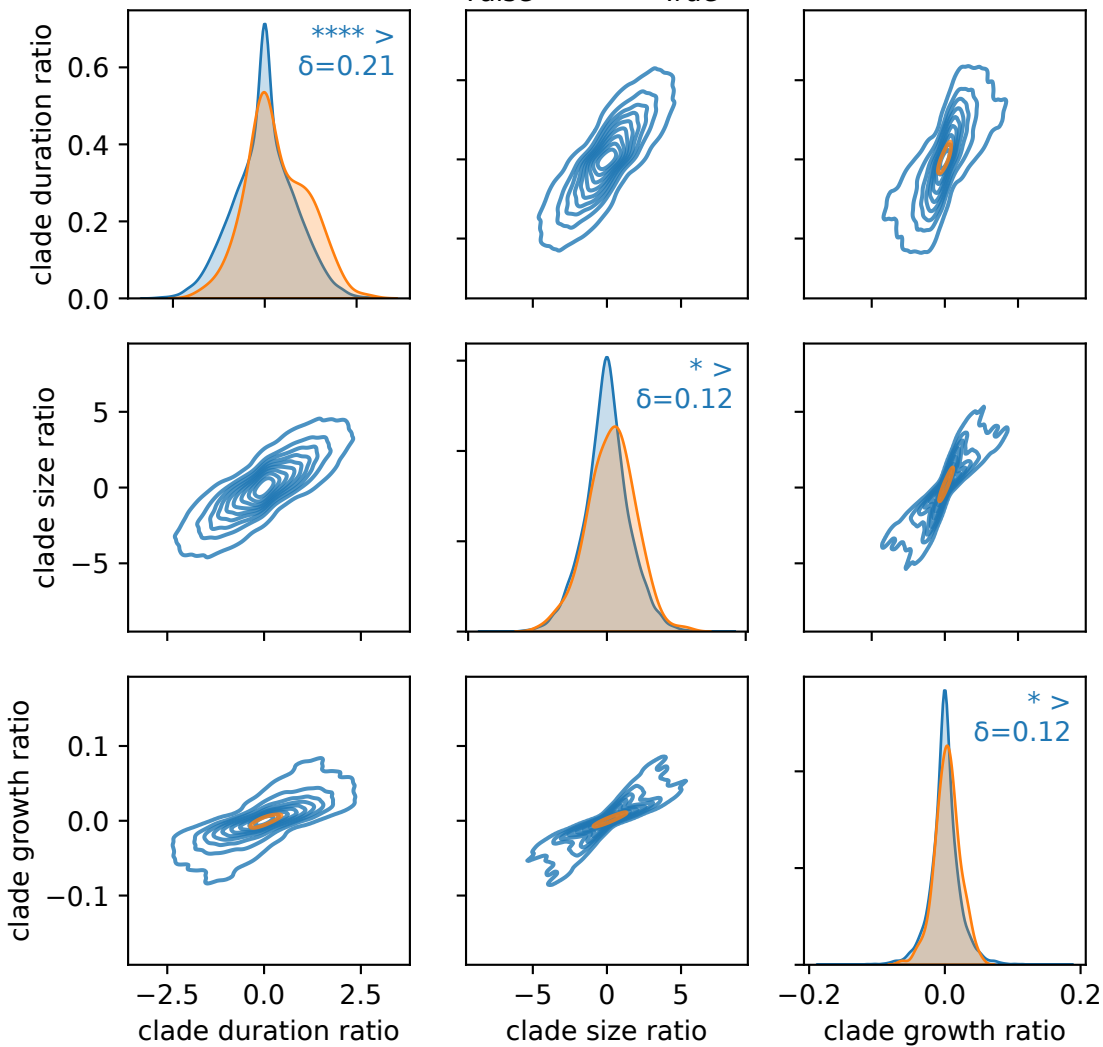 True
clade duration ratio
0.6
0.4
0.2
0.0
**** >
δ=0.21
clade size ratio
5
0
−5
* >
δ=0.12
clade growth ratio
0.1
0.0
−0.1
* >
δ=0.12
−2.5 0.0 2.5
clade duration ratio
−5 0 5
clade size ratio
−0.2 0.0 0.2
clade growth ratio